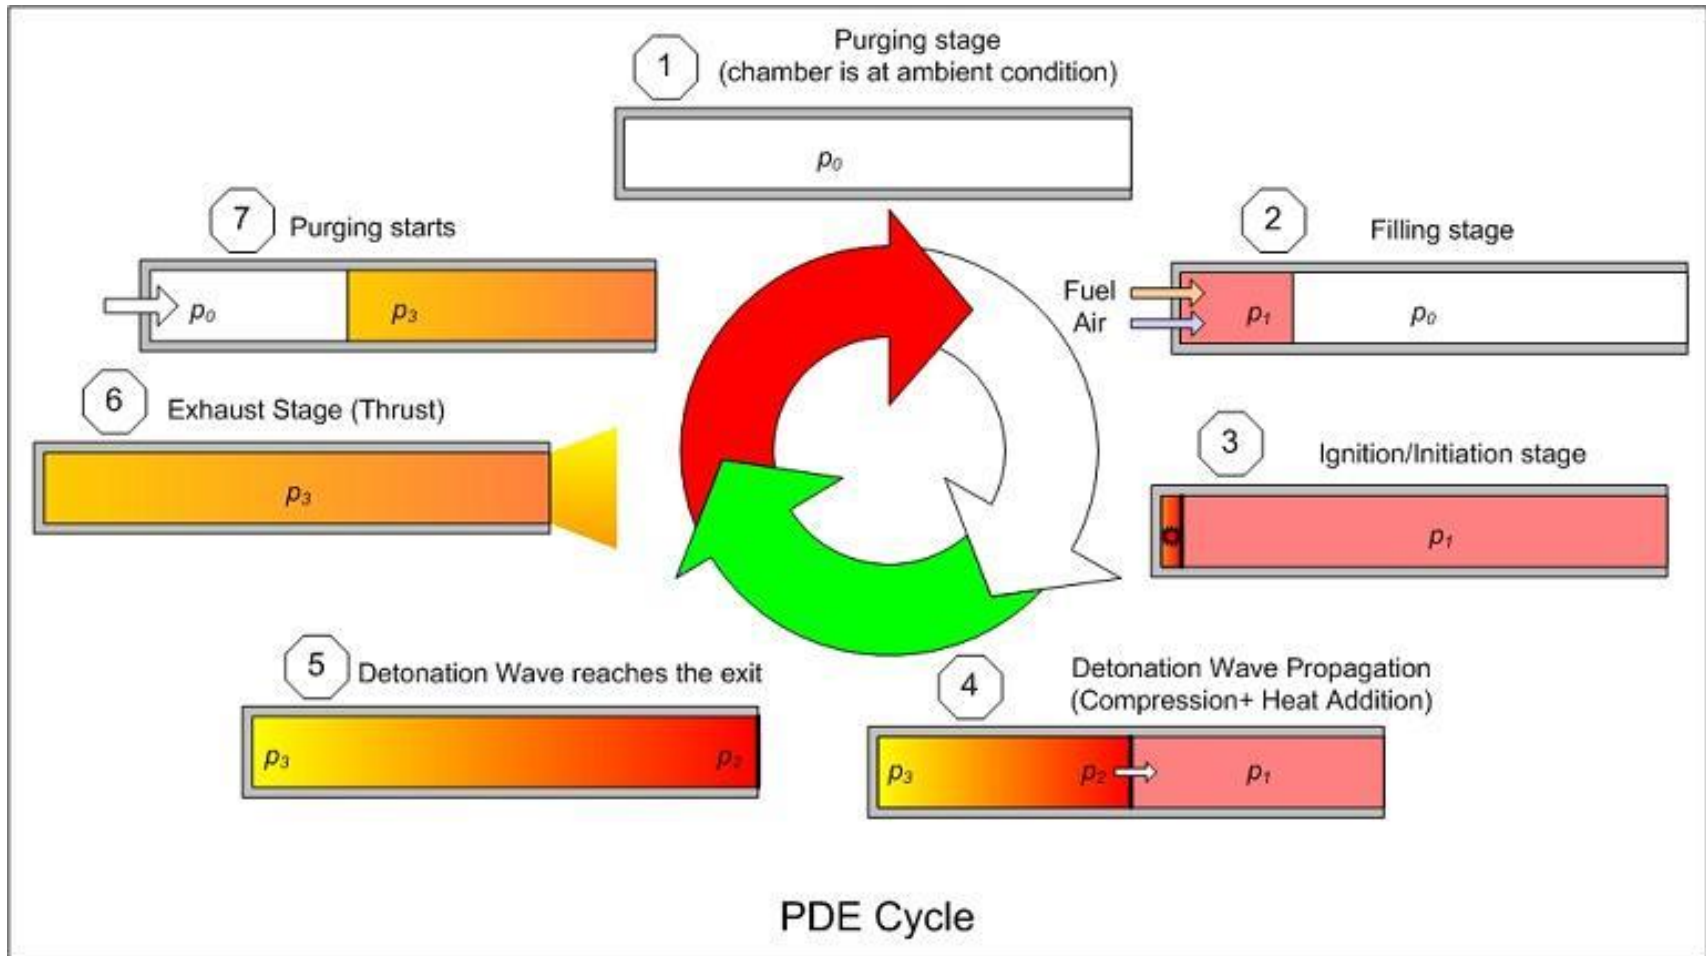 1
Purging stage
(chamber is at ambient condition)
p₀
2
Filling stage
Fuel
Air
p₁
p₀
3
Ignition/Initiation stage
p₁
4
Detonation Wave Propagation
(Compression+ Heat Addition)
p₃
p₂
p₁
5
Detonation Wave reaches the exit
p₃
p₂
6
Exhaust Stage (Thrust)
p₃
7
Purging starts
p₀
p₃
PDE Cycle